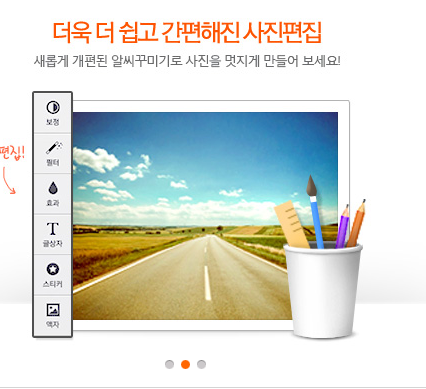 더욱 더 쉽고 간편해진 사진편집
새롭게 개편된 알씨꾸미기로 사진을 멋지게 만들어 보세요!
편집!
보정
필터
효과
T
글상자
스티커
액자